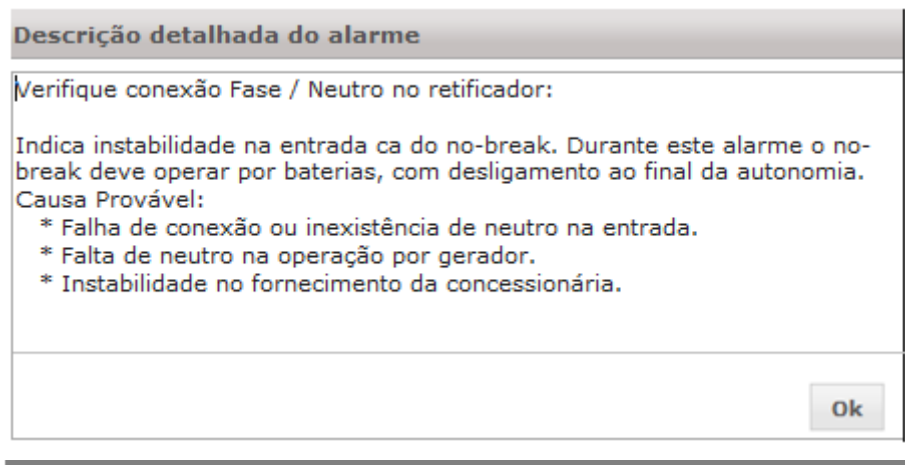 Descrição detalhada do alarme
Verifique conexão Fase / Neutro no retificador:
Indica instabilidade na entrada ca do no-break. Durante este alarme o no-
break deve operar por baterias, com desligamento ao final da autonomia.
Causa Provável:
* Falha de conexão ou inexistência de neutro na entrada.
* Falta de neutro na operação por gerador.
* Instabilidade no fornecimento da concessionária.
Ok